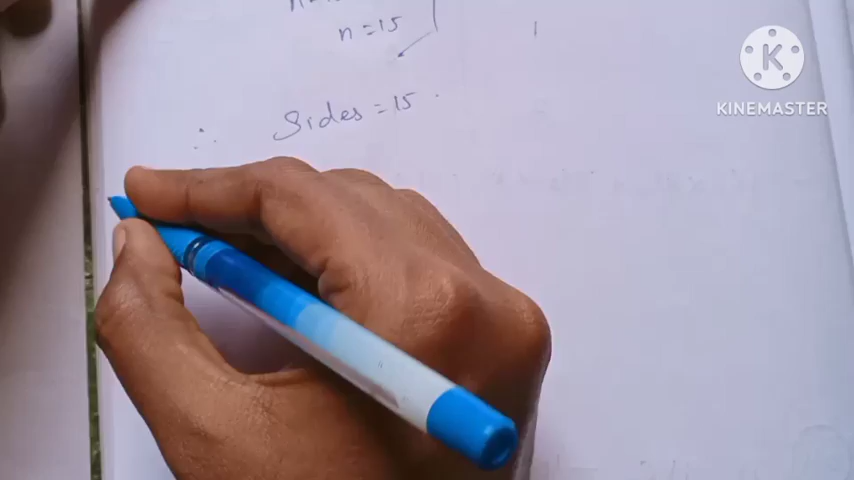 n = 15
∴ Sides = 15.
K
KINEMASTER